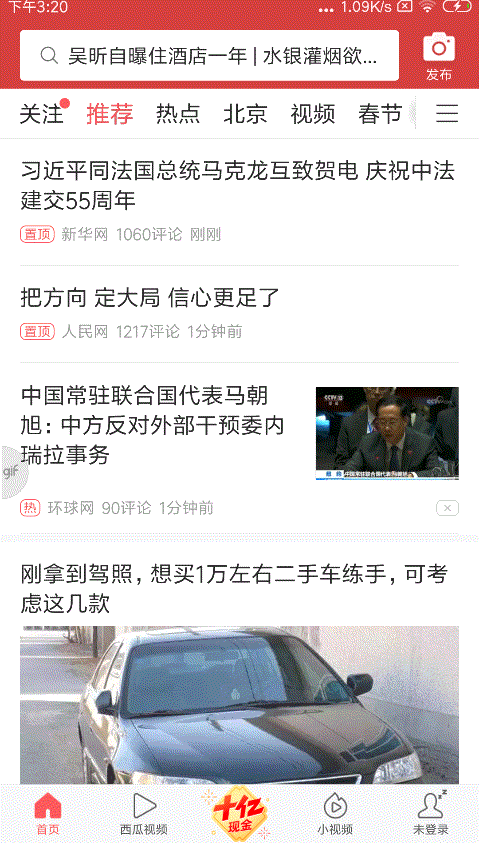 下午3:20
... 1.09K/s
吴昕自曝住酒店一年 | 水银灌烟欲...
发布
关注 推荐 热点 北京 视频 春节
习近平同法国总统马克龙互致贺电 庆祝中法
建交55周年
置顶 新华网 1060评论 刚刚
把方向 定大局 信心更足了
置顶 人民网 1217评论 1分钟前
中国常驻联合国代表马朝
旭：中方反对外部干预委内
瑞拉事务
gif
热 环球网 90评论 1分钟前
刚拿到驾照，想买1万左右二手车练手，可考
虑这几款
十亿
现金
首页 西瓜视频 小视频 未登录